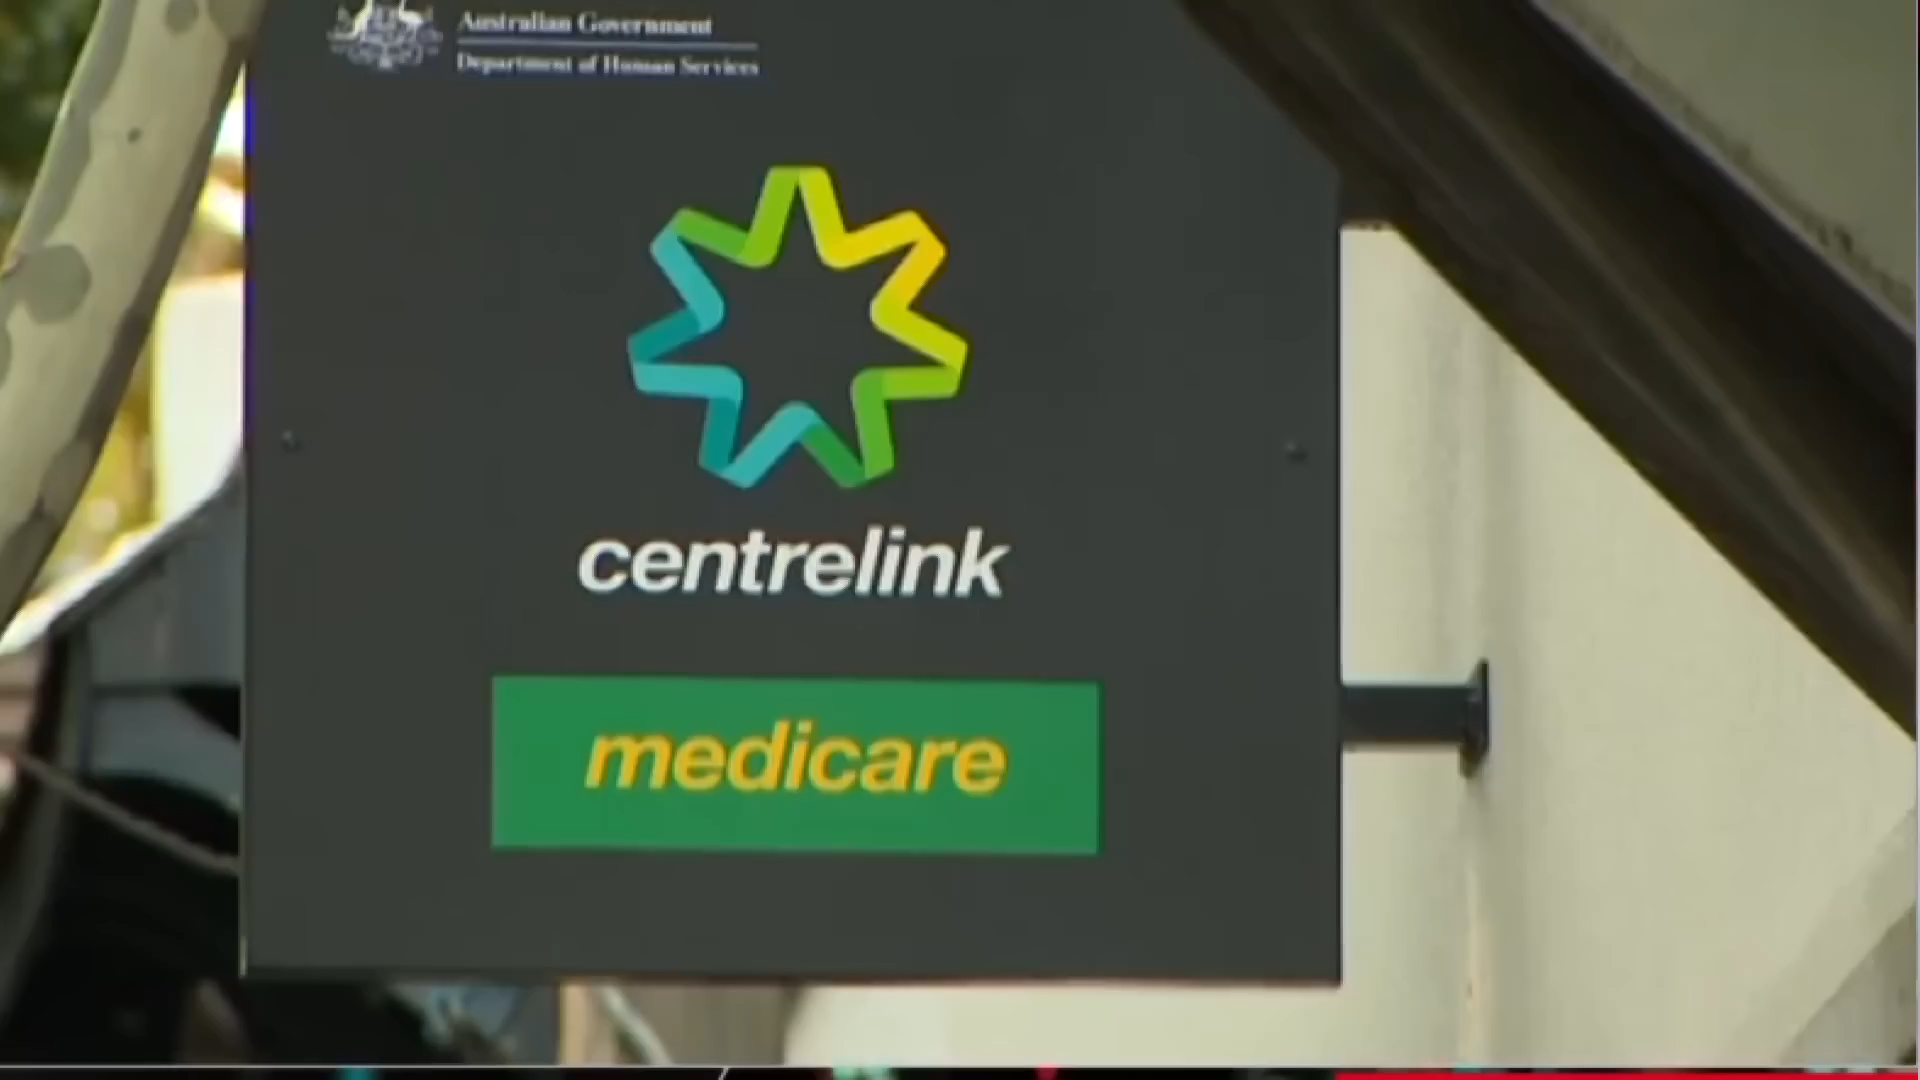 Australian Government
Department of Human Services
centrelink
medicare